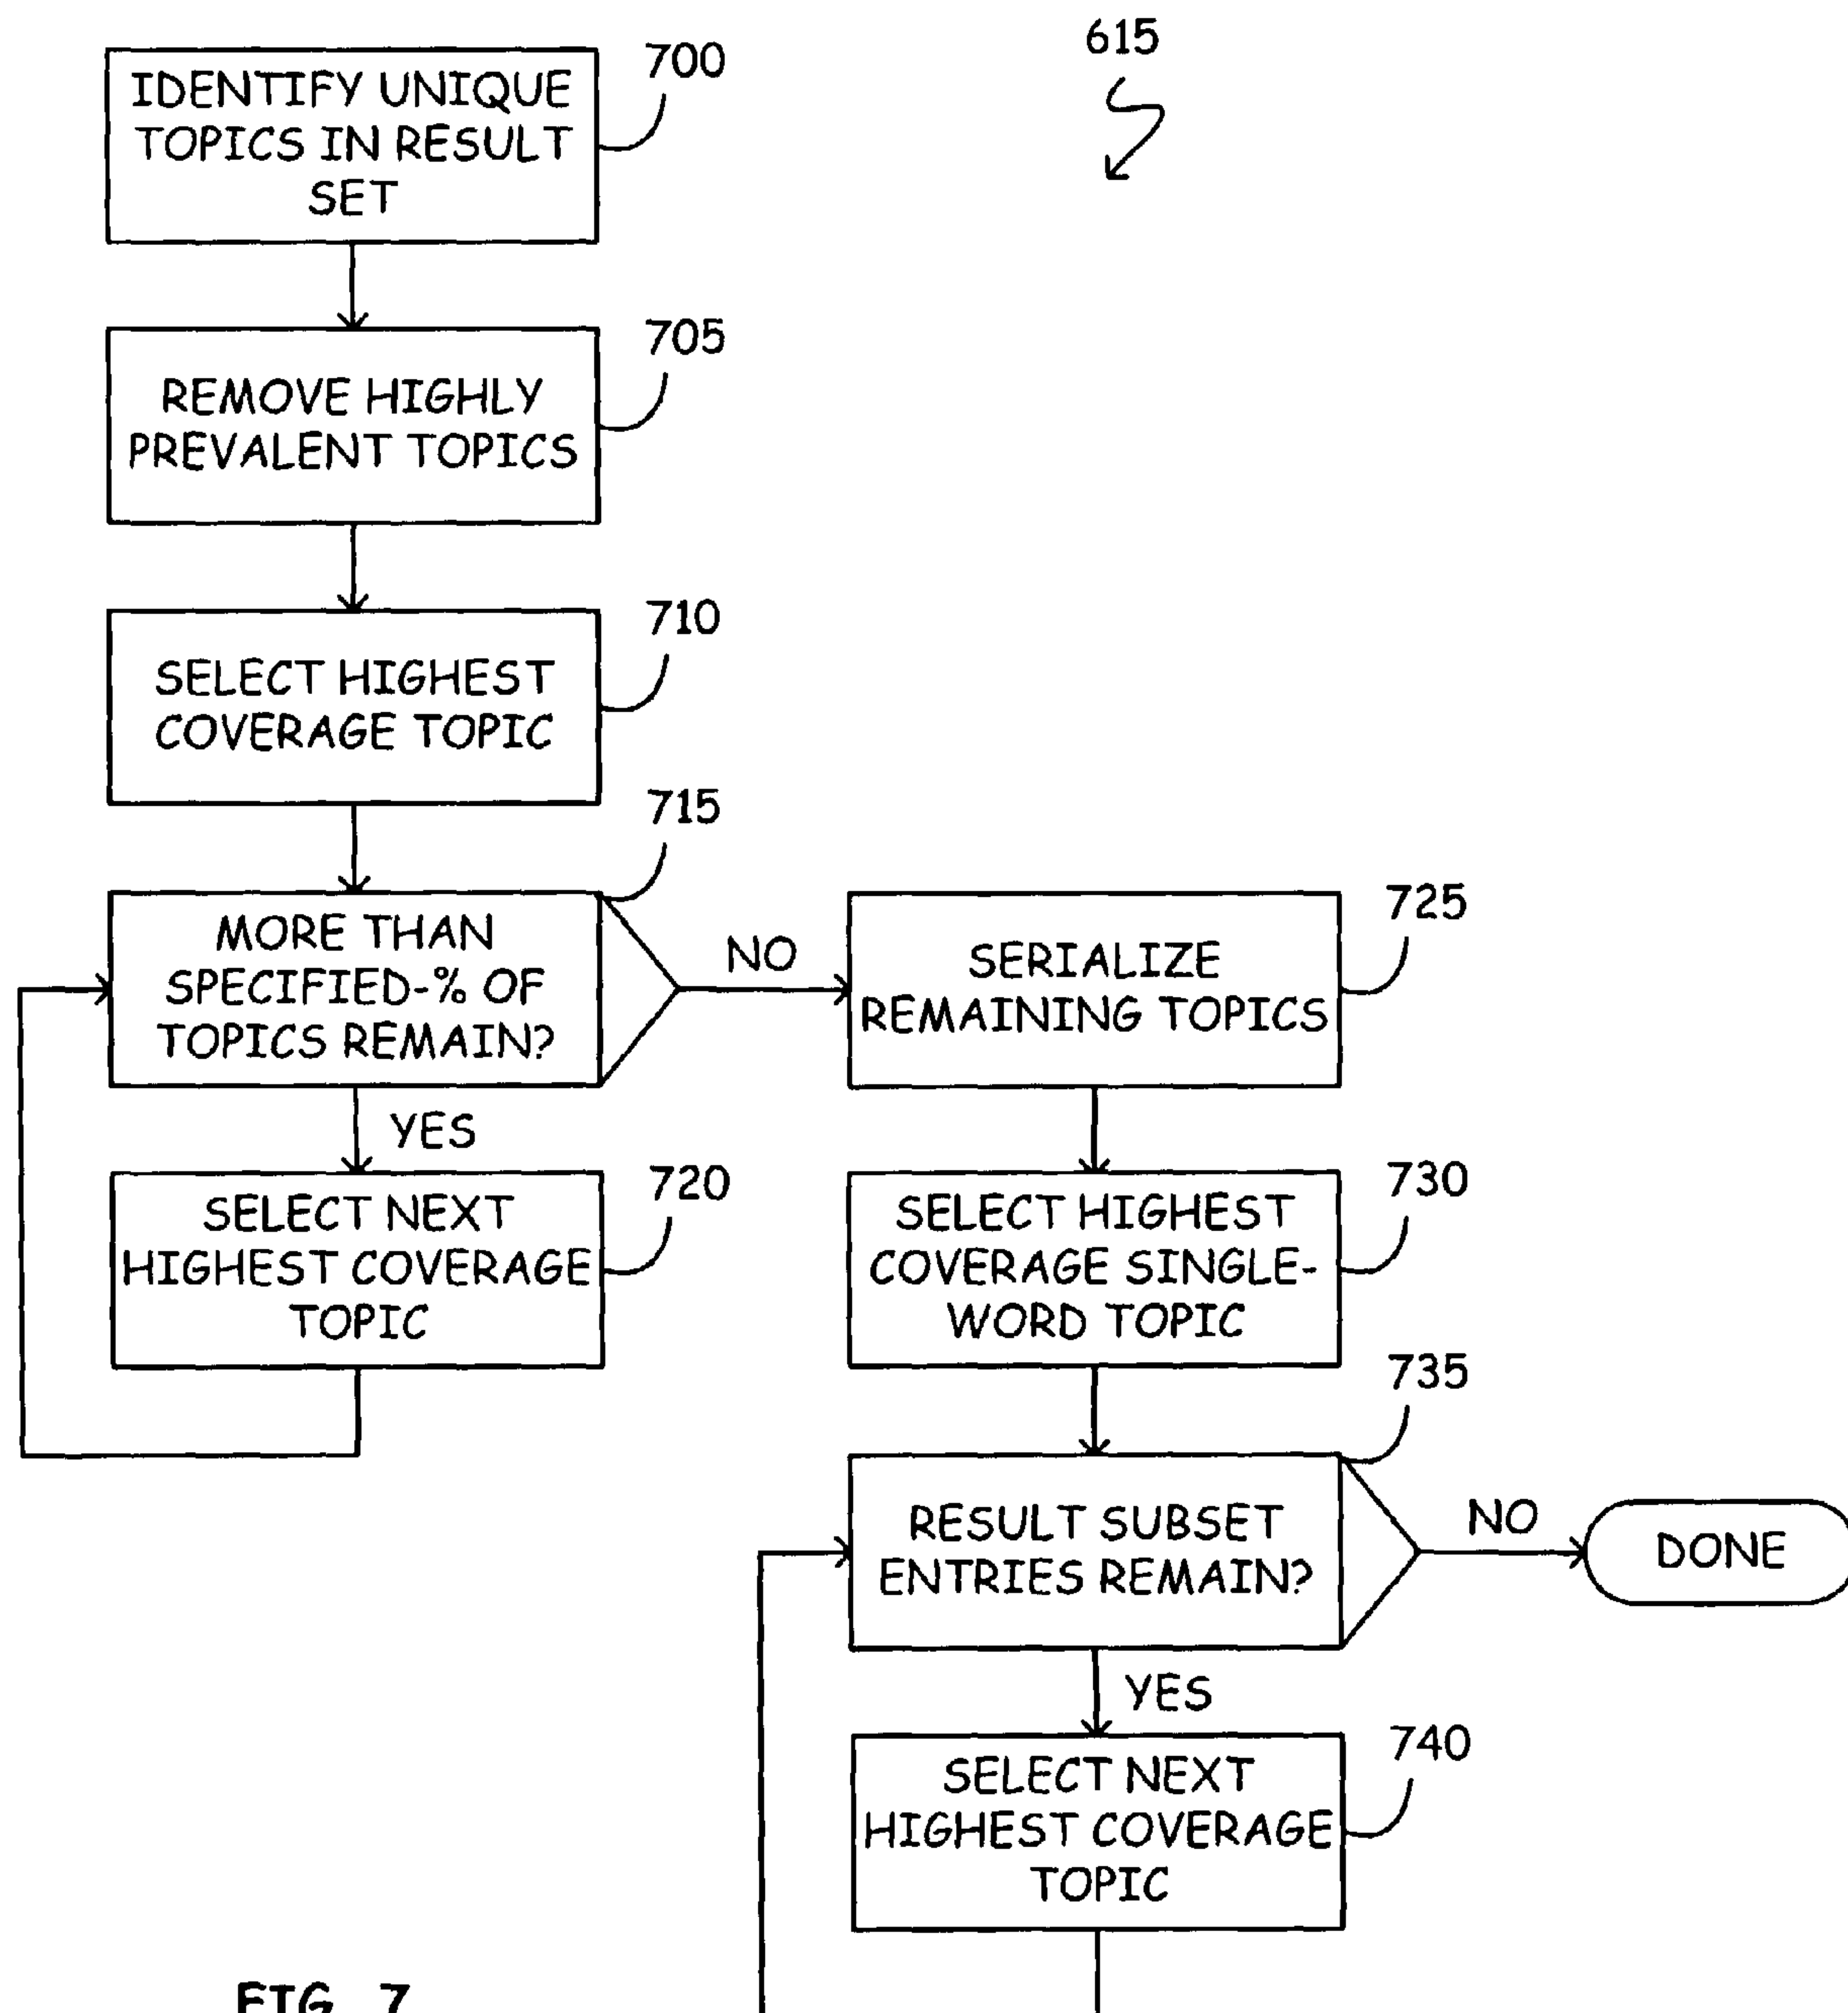 615
700
IDENTIFY UNIQUE
TOPICS IN RESULT
SET
705
REMOVE HIGHLY
PREVALENT TOPICS
710
SELECT HIGHEST
COVERAGE TOPIC
715
MORE THAN
SPECIFIED-% OF
TOPICS REMAIN?
NO
YES
720
SELECT NEXT
HIGHEST COVERAGE
TOPIC
725
SERIALIZE
REMAINING TOPICS
730
SELECT HIGHEST
COVERAGE SINGLE-
WORD TOPIC
735
RESULT SUBSET
ENTRIES REMAIN?
NO
DONE
YES
740
SELECT NEXT
HIGHEST COVERAGE
TOPIC
FIG. 7